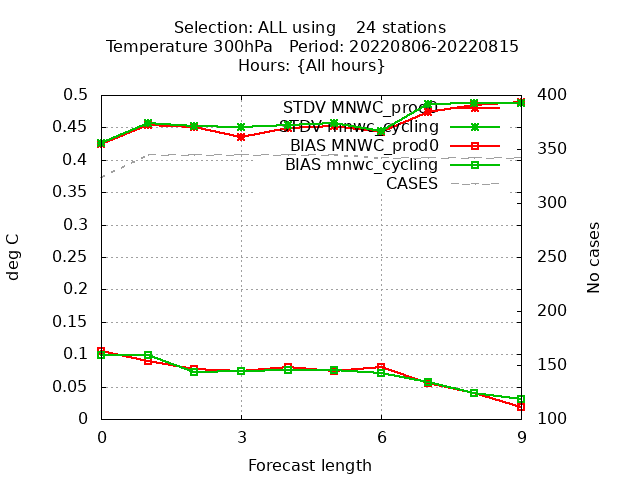 Selection: ALL using    24 stations
Temperature 300hPa   Period: 20220806-20220815
Hours: {All hours}
deg C
0.5
0.45
0.4
0.35
0.3
0.25
0.2
0.15
0.1
0.05
0
STDV MNWC_prod0
STDV mnwc_cycling
BIAS MNWC_prod0
BIAS mnwc_cycling
CASES
400
350
300
250
200
150
100
No cases
0 3 6 9
Forecast length